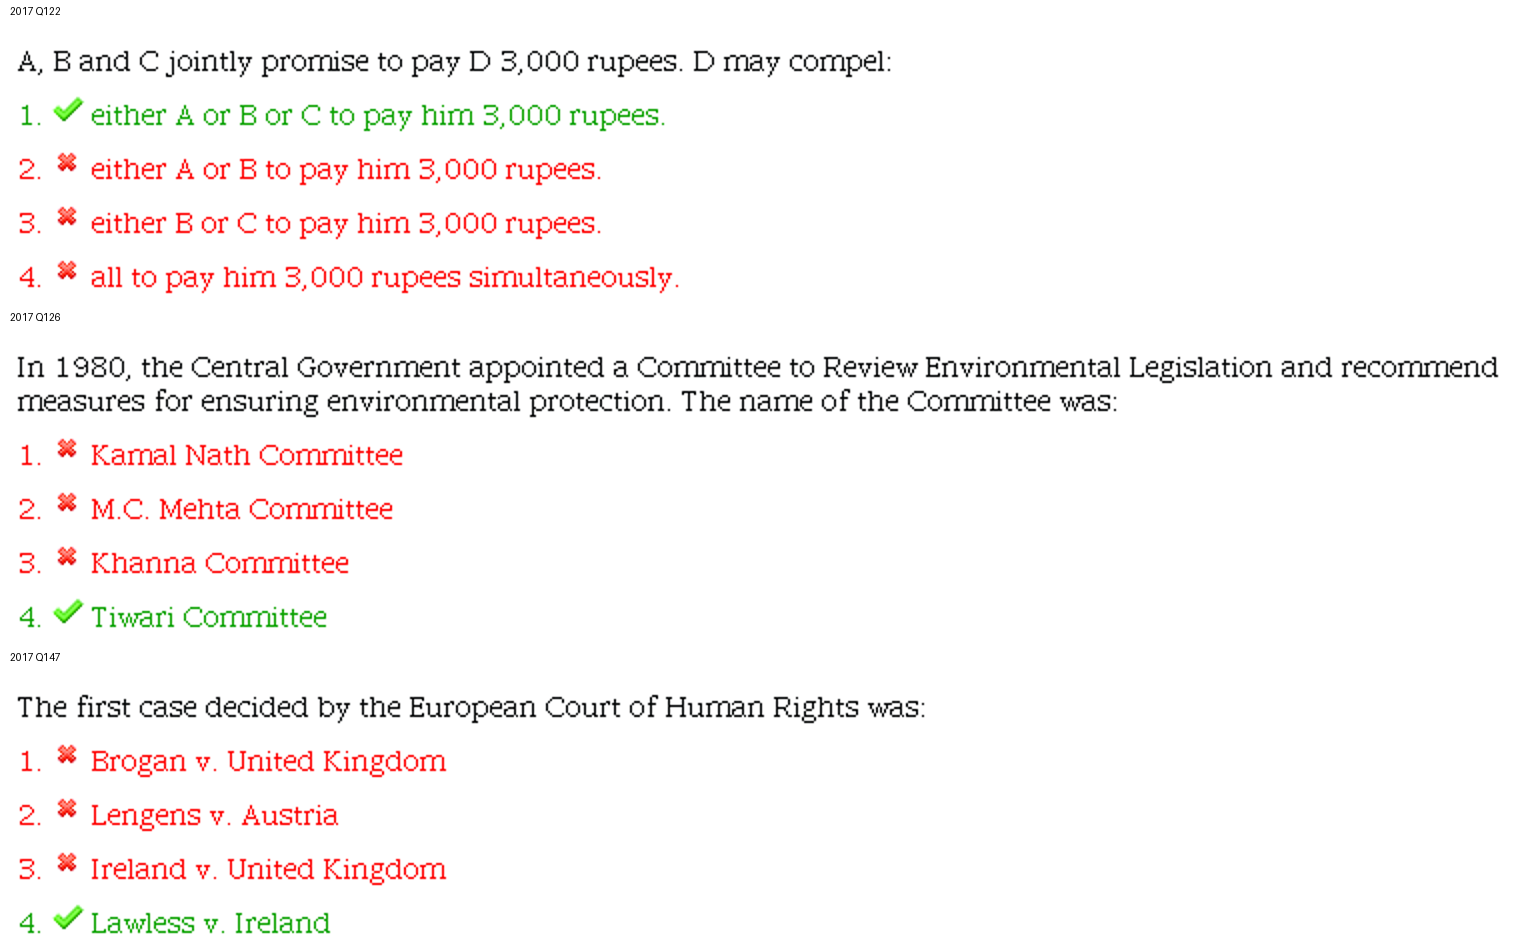 2017 Q122
A, B and C jointly promise to pay D 3,000 rupees. D may compel:
1. either A or B or C to pay him 3,000 rupees.
2. either A or B to pay him 3,000 rupees.
3. either B or C to pay him 3,000 rupees.
4. all to pay him 3,000 rupees simultaneously.
2017 Q126
In 1980, the Central Government appointed a Committee to Review Environmental Legislation and recommend
measures for ensuring environmental protection. The name of the Committee was:
1. Kamal Nath Committee
2. M.C. Mehta Committee
3. Khanna Committee
4. Tiwari Committee
2017 Q147
The first case decided by the European Court of Human Rights was:
1. Brogan v. United Kingdom
2. Lengens v. Austria
3. Ireland v. United Kingdom
4. Lawless v. Ireland